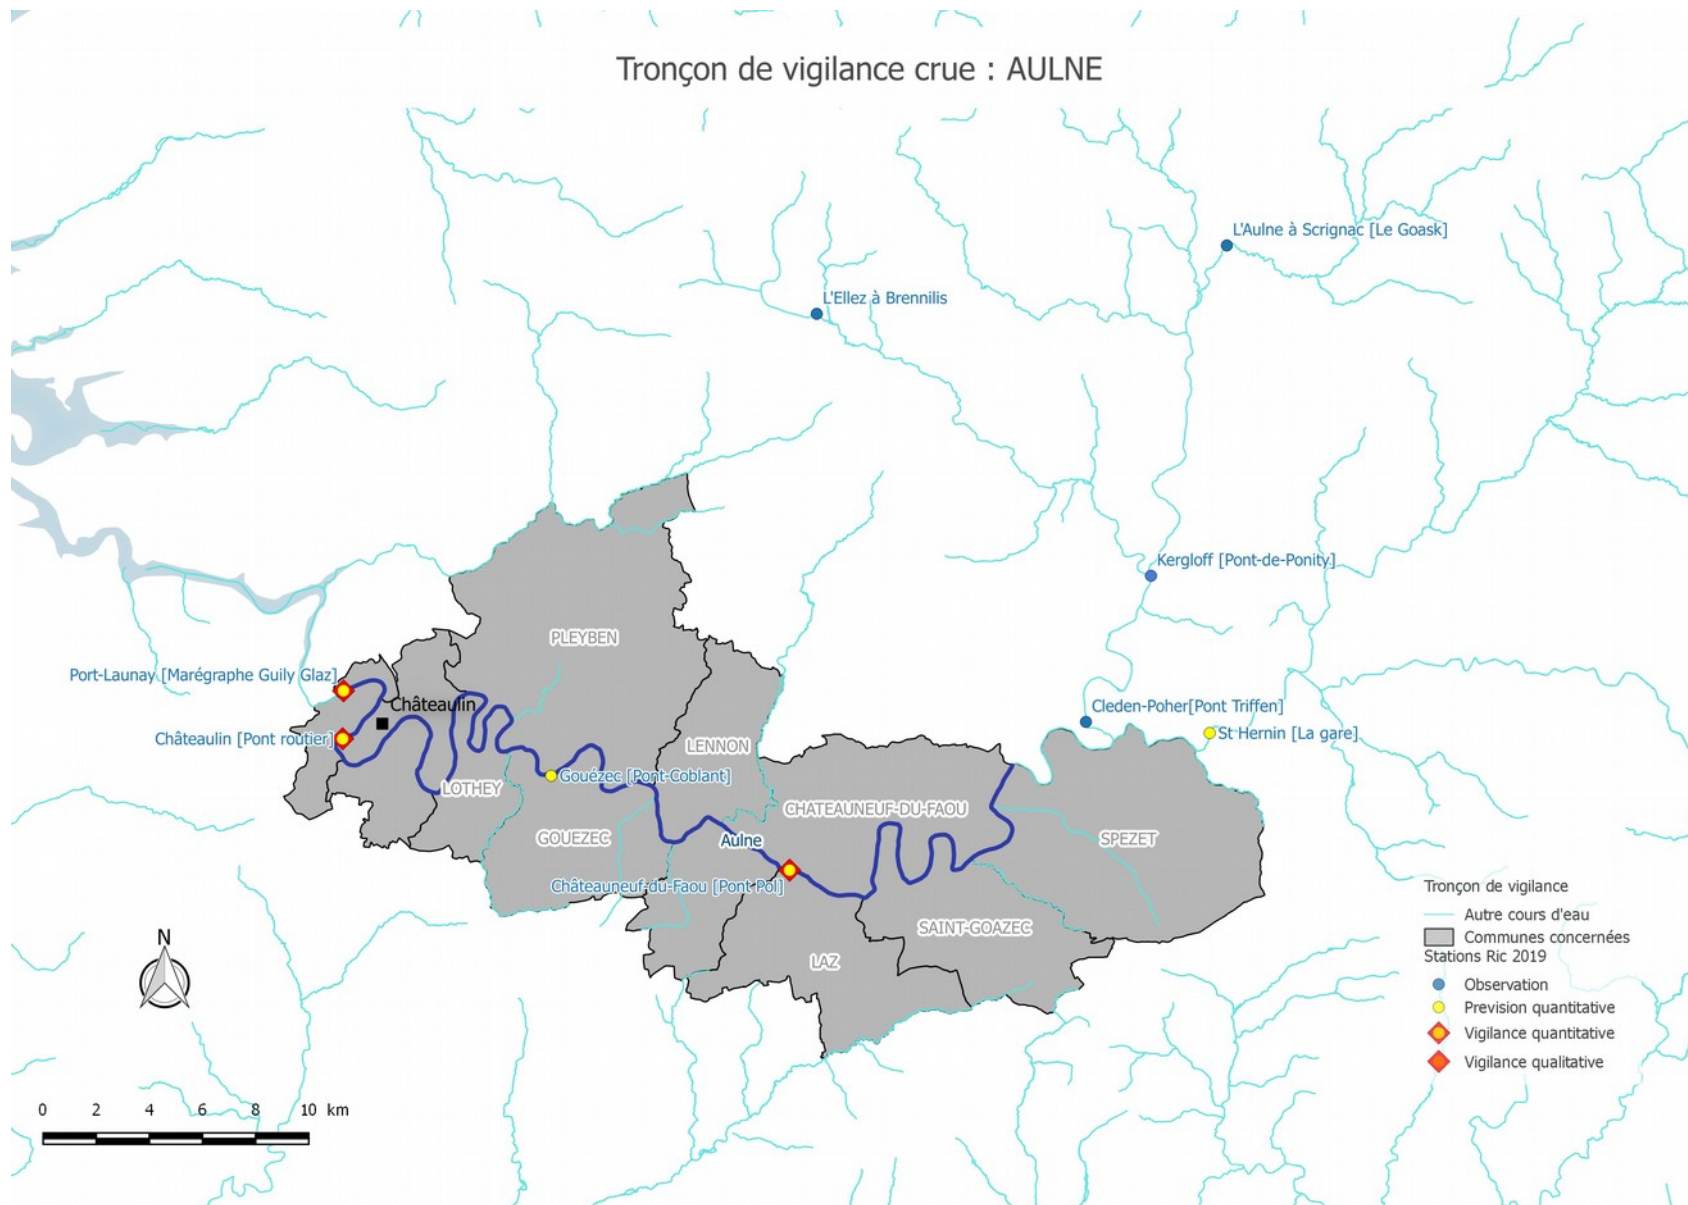 Tronçon de vigilance crue : AULNE
L'Aulne à Scrignac [Le Goask]
L'Ellez à Brennilis
Kergloff [Pont-de-Ponity]
PLEYBEN
Port-Launay [Marégraphe Guily Glaz]
Châteaulin
Cleden-Poher[Pont Triffen]
St Hernin [La gare]
Châteaulin [Pont routier]
LENNON
Gouézec [Pont-Coblant]
LOTHEY
CHATEAUNEUF-DU-FAOU
GOUEZEC
Aulne
SPEZET
Châteauneuf-du-Faou [Pont Pol]
SAINT-GOAZEC
LAZ
Tronçon de vigilance
Autre cours d'eau
Communes concernées
Stations Ric 2019
Observation
Prevision quantitative
Vigilance quantitative
Vigilance qualitative
N
0 2 4 6 8 10 km